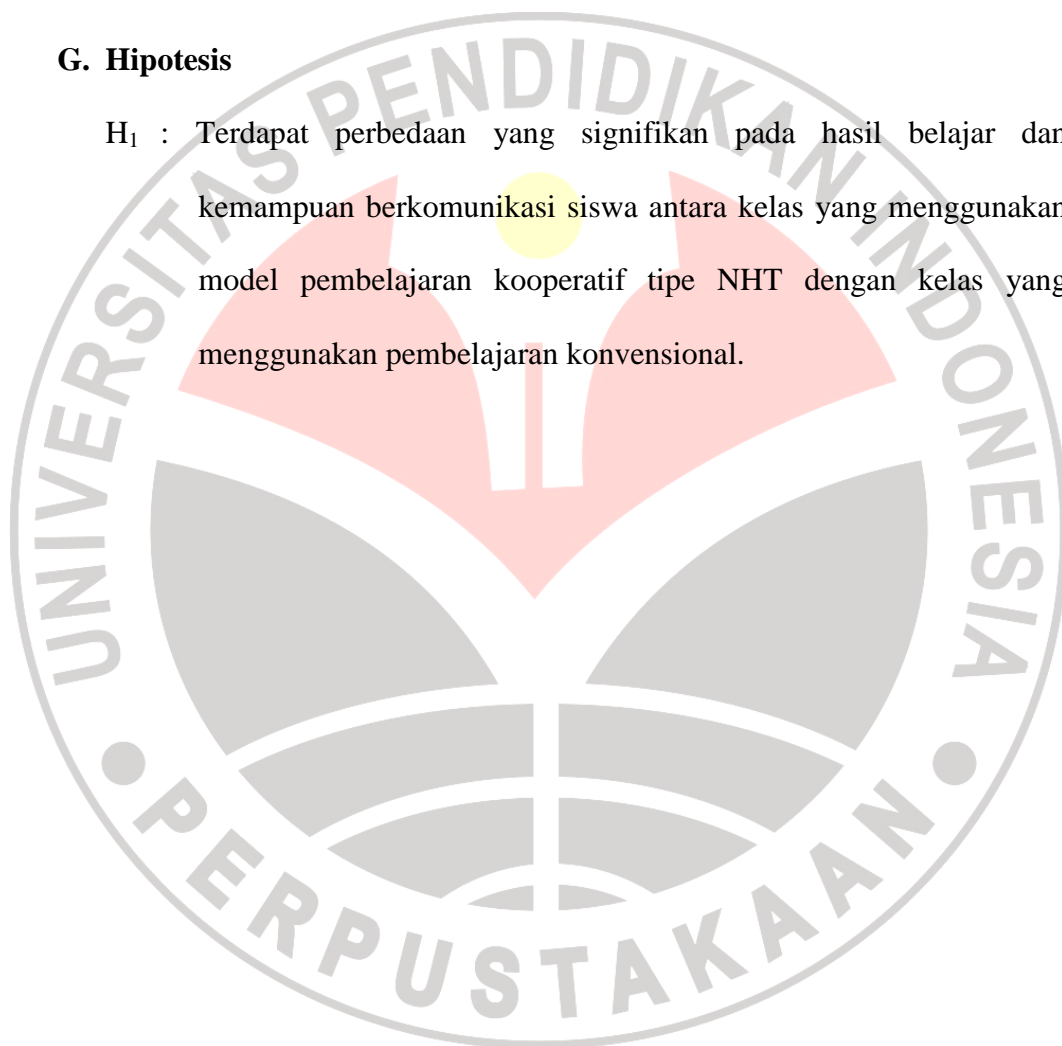 G. Hipotesis
H1 : Terdapat perbedaan yang signifikan pada hasil belajar dan
kemampuan berkomunikasi siswa antara kelas yang menggunakan
model pembelajaran kooperatif tipe NHT dengan kelas yang
menggunakan pembelajaran konvensional.
UNIVERSITAS PENDIDIKAN INDONESIA
PERPUSTAKAAN